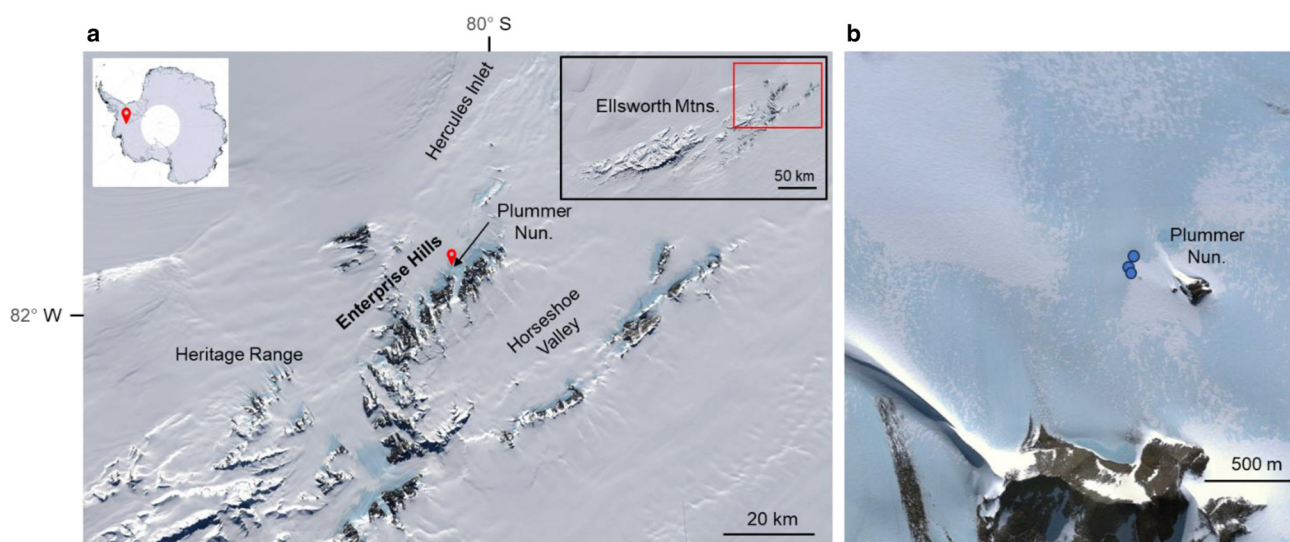 80° S
a
b
Hercules Inlet
Ellsworth Mtns.
50 km
Plummer
Nun.
Enterprise Hills
82° W
Horseshoe
Valley
Heritage Range
20 km
Plummer
Nun.
500 m